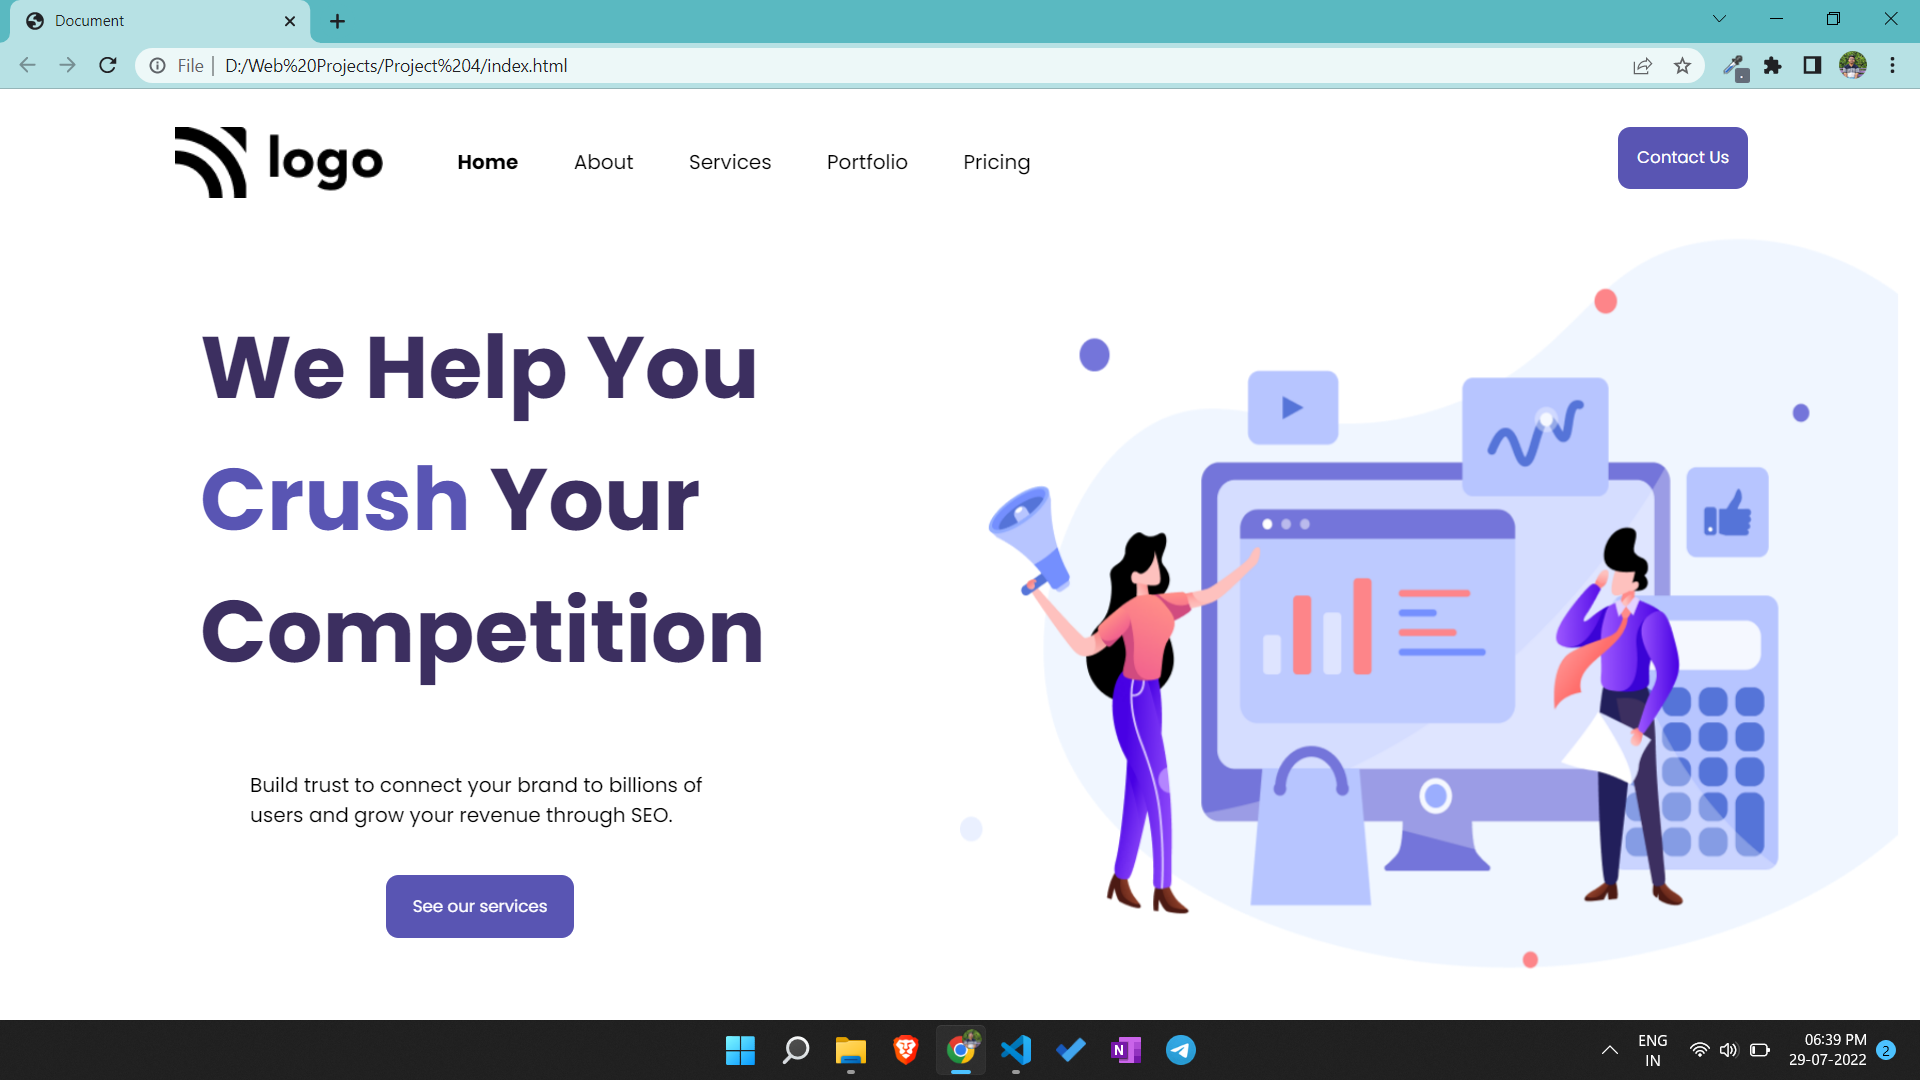 Document
File
D:/Web%20Projects/Project%204/index.html
logo
Home
About
Services
Portfolio
Pricing
Contact Us
We Help You
Crush Your
Competition
Build trust to connect your brand to billions of
users and grow your revenue through SEO.
See our services
N
ENG
IN
06:39 PM
29-07-2022
2